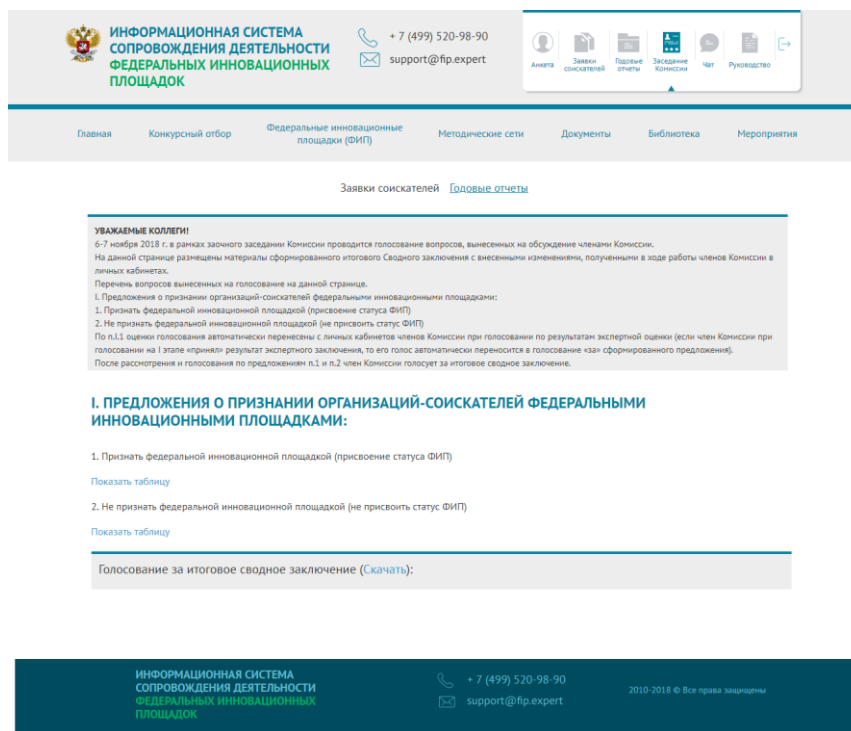 ИНФОРМАЦИОННАЯ СИСТЕМА
СОПРОВОЖДЕНИЯ ДЕЯТЕЛЬНОСТИ
ФЕДЕРАЛЬНЫХ ИННОВАЦИОННЫХ
ПЛОЩАДОК
+ 7 (499) 520-98-90
support@fip.expert
Анкета
Заявки
соискателей
Годовые
отчеты
Заседание
Комиссии
Чат
Руководство
Главная
Конкурсный отбор
Федеральные инновационные
площадки (ФИП)
Методические сети
Документы
Библиотека
Мероприятия
Заявки соискателей Годовые отчеты
УВАЖАЕМЫЕ КОЛЛЕГИ!
6-7 ноября 2018 г. в рамках заочного заседании Комиссии проводится голосование вопросов, вынесенных на обсуждение членами Комиссии.
На данной странице размещены материалы сформированного итогового Сводного заключения с внесенными изменениями, полученными в ходе работы членов Комиссии в
личных кабинетах.
Перечень вопросов вынесенных на голосование на данной странице.
I. Предложения о признании организаций-соискателей федеральными инновационными площадками:
1. Признать федеральной инновационной площадкой (присвоение статуса ФИП)
2. Не признать федеральной инновационной площадкой (не присвоить статус ФИП)
По п.I.1 оценки голосования автоматически перенесены с личных кабинетов членов Комиссии при голосовании по результатам экспертной оценки (если член Комиссии при
голосовании на I этапе «принял» результат экспертного заключения, то его голос автоматически переносится в голосование «за» сформированного предложения).
После рассмотрения и голосования по предложениям п.1 и п.2 член Комиссии голосует за итоговое сводное заключение.
I. ПРЕДЛОЖЕНИЯ О ПРИЗНАНИИ ОРГАНИЗАЦИЙ-СОИСКАТЕЛЕЙ ФЕДЕРАЛЬНЫМИ
ИННОВАЦИОННЫМИ ПЛОЩАДКАМИ:
1. Признать федеральной инновационной площадкой (присвоение статуса ФИП)
Показать таблицу
2. Не признать федеральной инновационной площадкой (не присвоить статус ФИП)
Показать таблицу
Голосование за итоговое сводное заключение (Скачать):
ИНФОРМАЦИОННАЯ СИСТЕМА
СОПРОВОЖДЕНИЯ ДЕЯТЕЛЬНОСТИ
ФЕДЕРАЛЬНЫХ ИННОВАЦИОННЫХ
ПЛОЩАДОК
+ 7 (499) 520-98-90
support@fip.expert
2010-2018 © Все права защищены